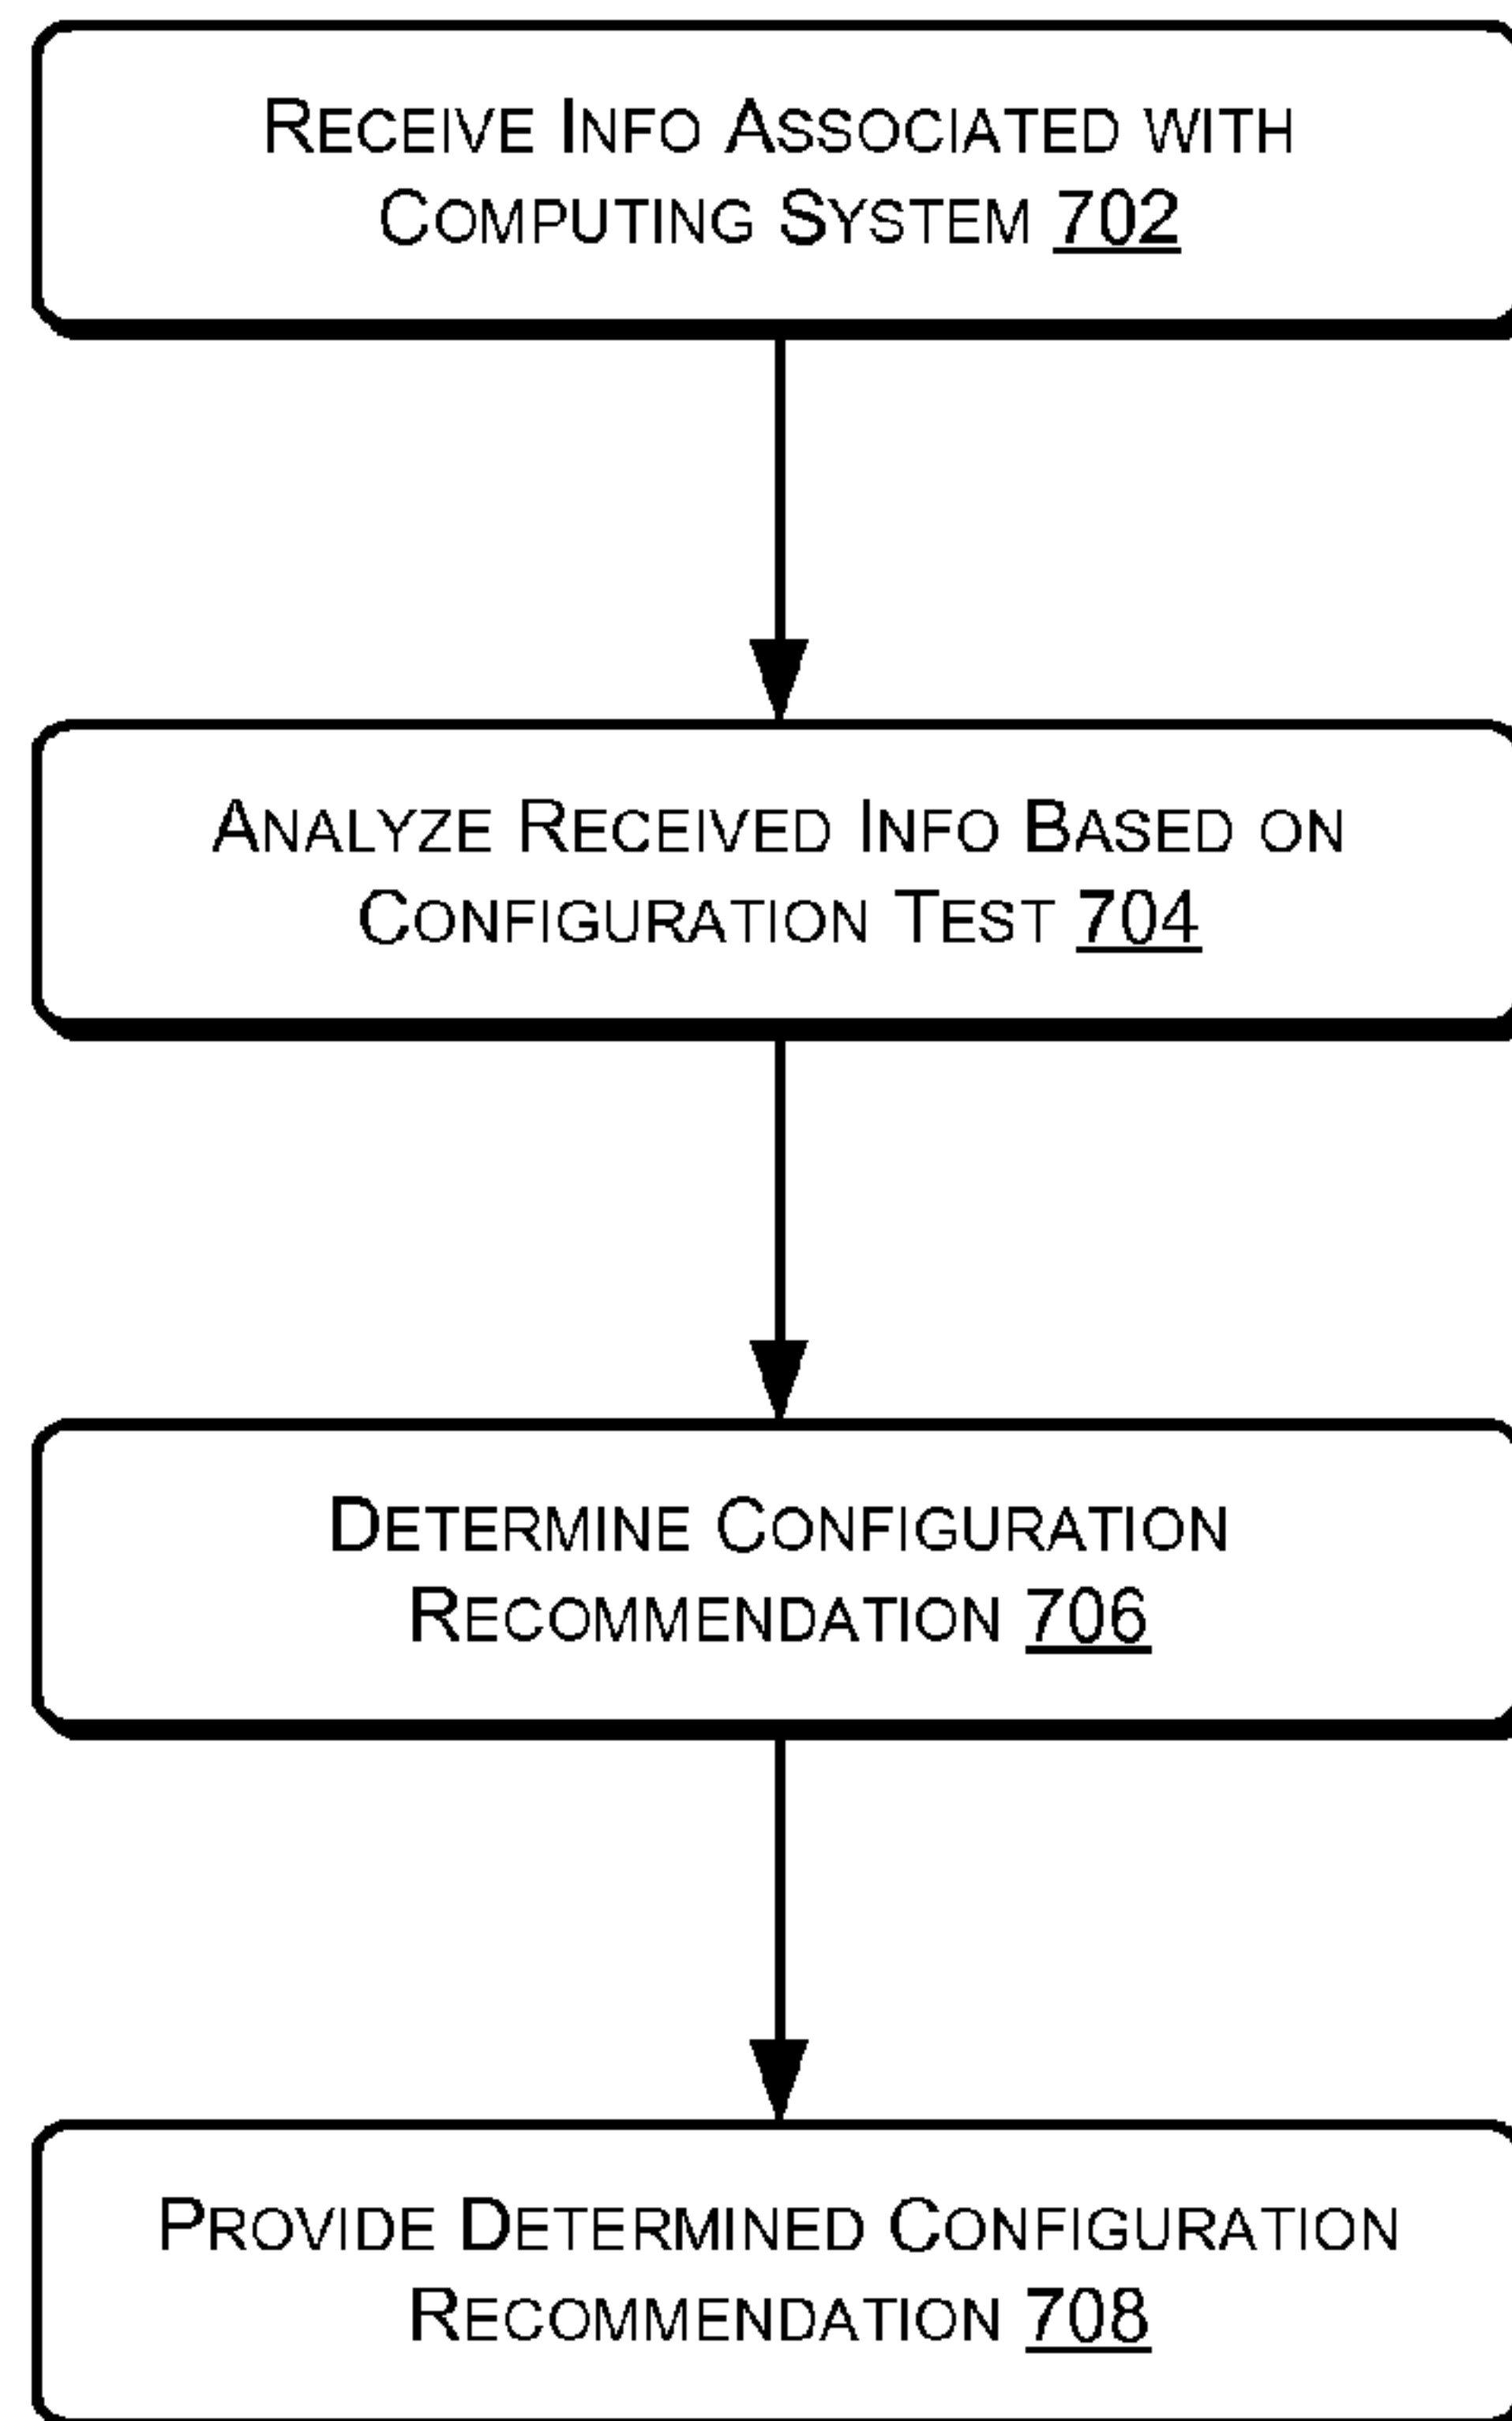 RECEIVE INFO ASSOCIATED WITH
COMPUTING SYSTEM 702
ANALYZE RECEIVED INFO BASED ON
CONFIGURATION TEST 704
DETERMINE CONFIGURATION
RECOMMENDATION 706
PROVIDE DETERMINED CONFIGURATION
RECOMMENDATION 708